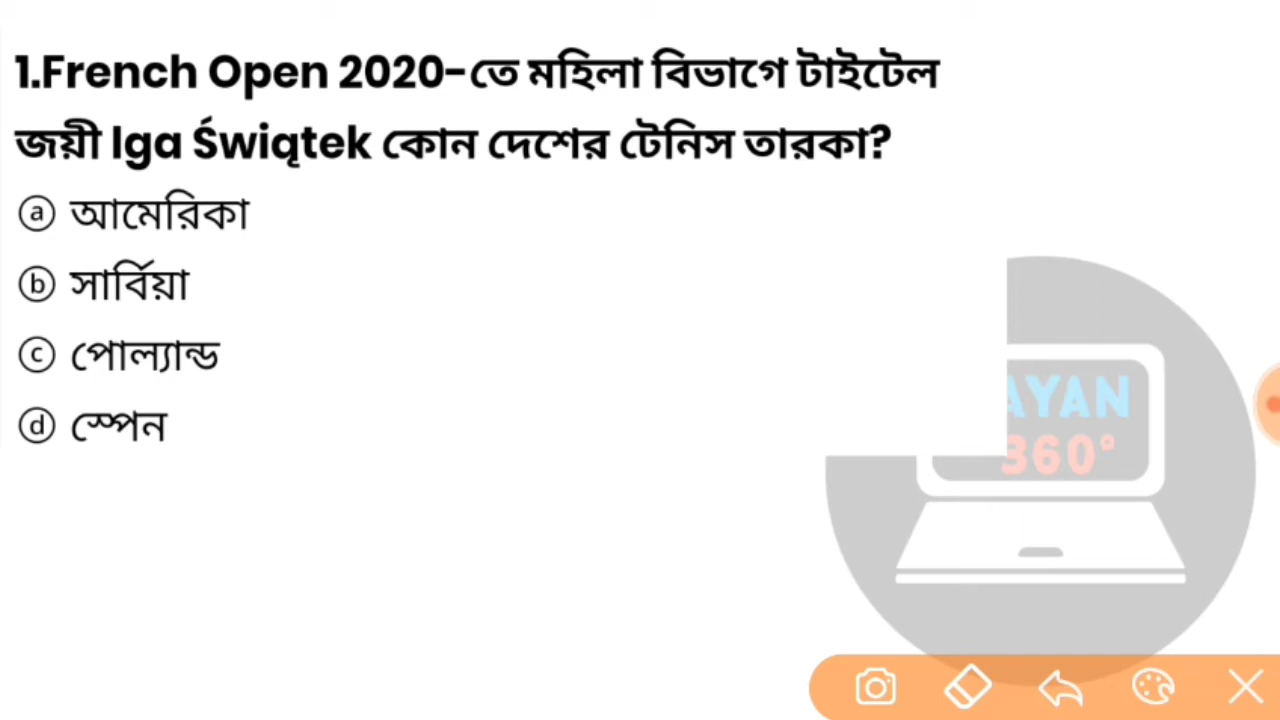 1.French Open 2020-তে মহিলা বিভাগে টাইটেল
জয়ী Iga Świątek কোন দেশের টেনিস তারকা?
ⓐ আমেরিকা
ⓑ সার্বিয়া
ⓒ পোল্যান্ড
ⓓ স্পেন
AYAN
360°